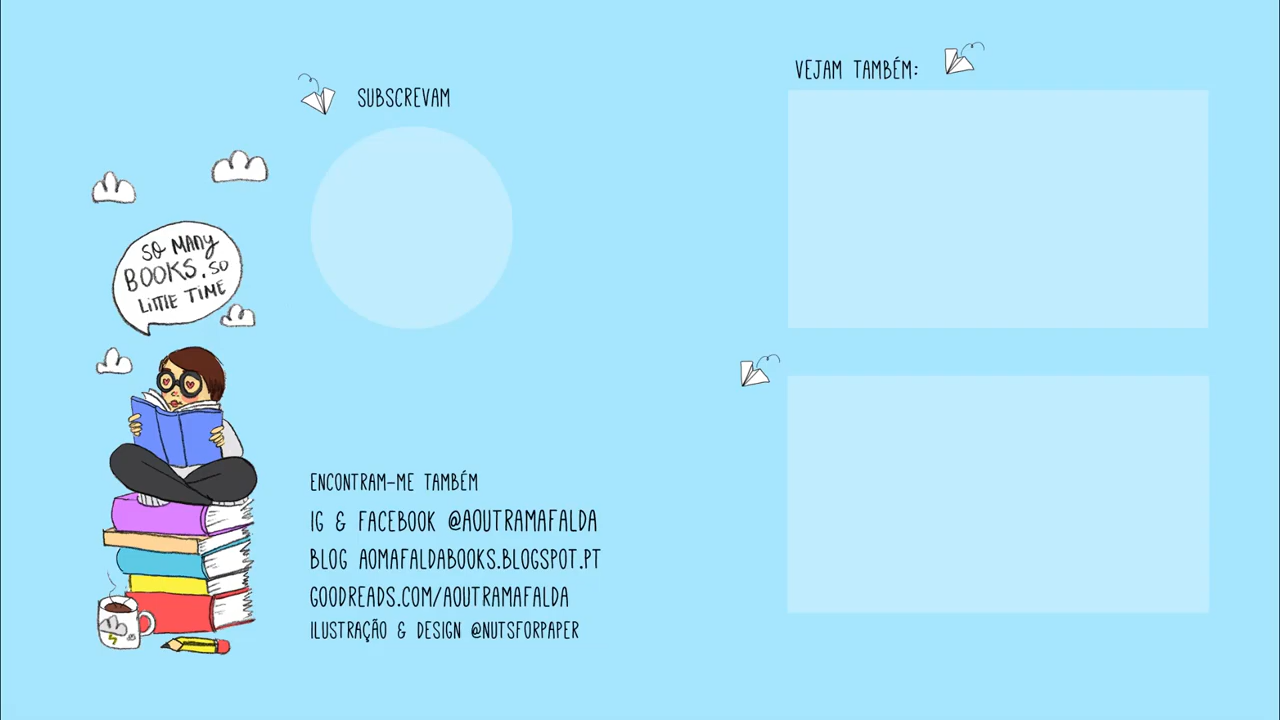 VEJAM TAMBÉM:
SUBSCREVAM
SO MANY
BOOKS, SO
LITTLE TIME
ENCONTRAM-ME TAMBÉM
IG & FACEBOOK @AOUTRAMAFALDA
BLOG AOMAFALDABOOKS.BLOGSPOT.PT
GOODREADS.COM/AOUTRAMAFALDA
ILUSTRAÇÃO & DESIGN @NUTSFORPAPER